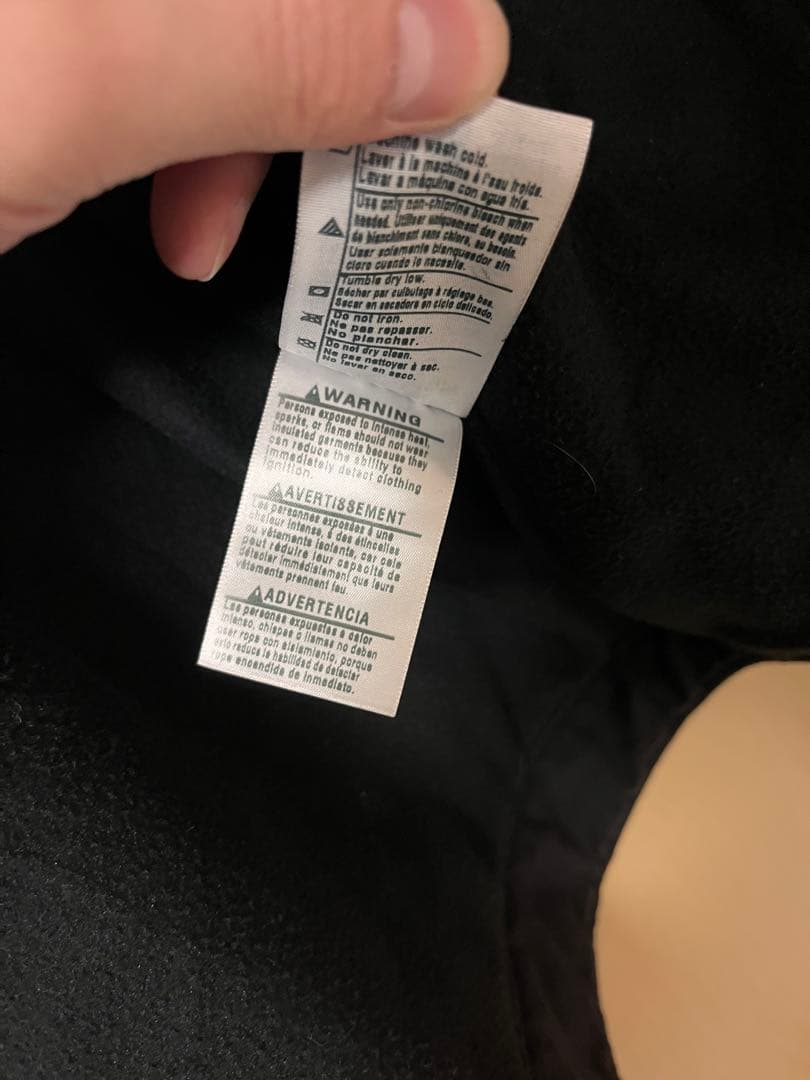 wash cold.
Laver à la machine à l'eau froide.
Lavar a máquina con agua fría.
Use only non-chlorine bleach when
needed. Utiliser uniquement des agents
de blanchiment sans chlore, au besoin.
Usar solamente blanqueador sin
cloro cuando lo necesite.
Tumble dry low.
Sécher par culbutage à réglage bas.
Secar en secadora en ciclo delicado.
Do not iron.
Ne pas repasser.
No planchar.
Do not dry clean.
Ne pas nettoyer à sec.
No lavar en seco.
WARNING
Persons exposed to intense heat,
sparks, or flame should not wear
insulated garments because they
can reduce the ability to
immediately detect clothing
ignition.
AVERTISSEMENT
Les personnes exposées à une
chaleur intense, à des étincelles
ou vêtements isolants, car cela
peut réduire leur capacité de
détecter immédiatement que leurs
vêtements prennent feu.
ADVERTENCIA
Las personas expuestas a calor
intenso, chispas o llamas no deben
usar ropa con aislamiento, porque
esto reduce la habilidad de detectar
ropa encendida de inmediato.